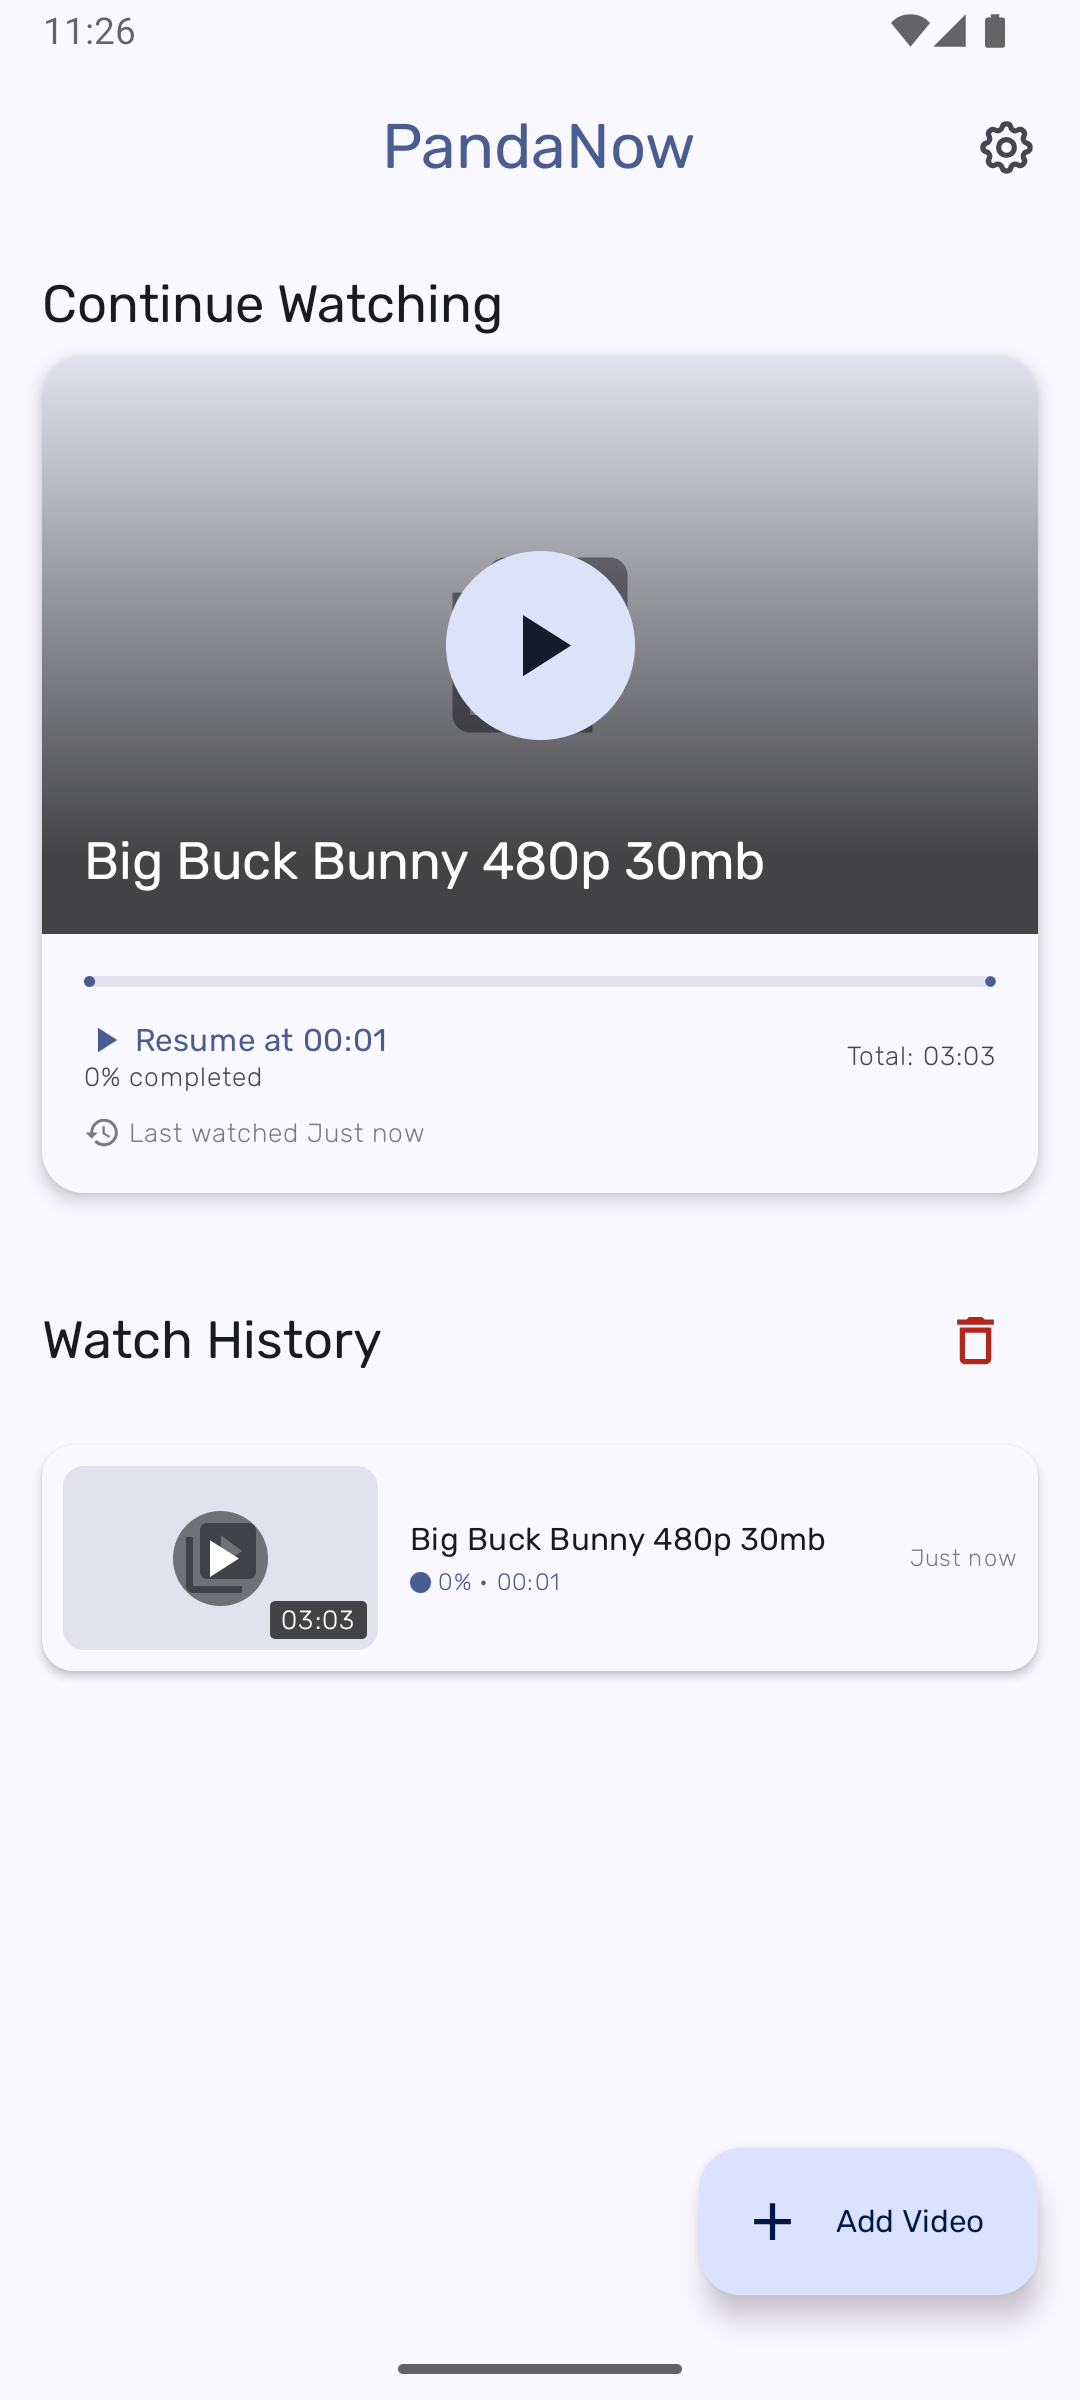 11:26
PandaNow
Continue Watching
Big Buck Bunny 480p 30mb
Resume at 00:01
Total: 03:03
0% completed
Last watched Just now
Watch History
Big Buck Bunny 480p 30mb
0% • 00:01
Just now
03:03
Add Video